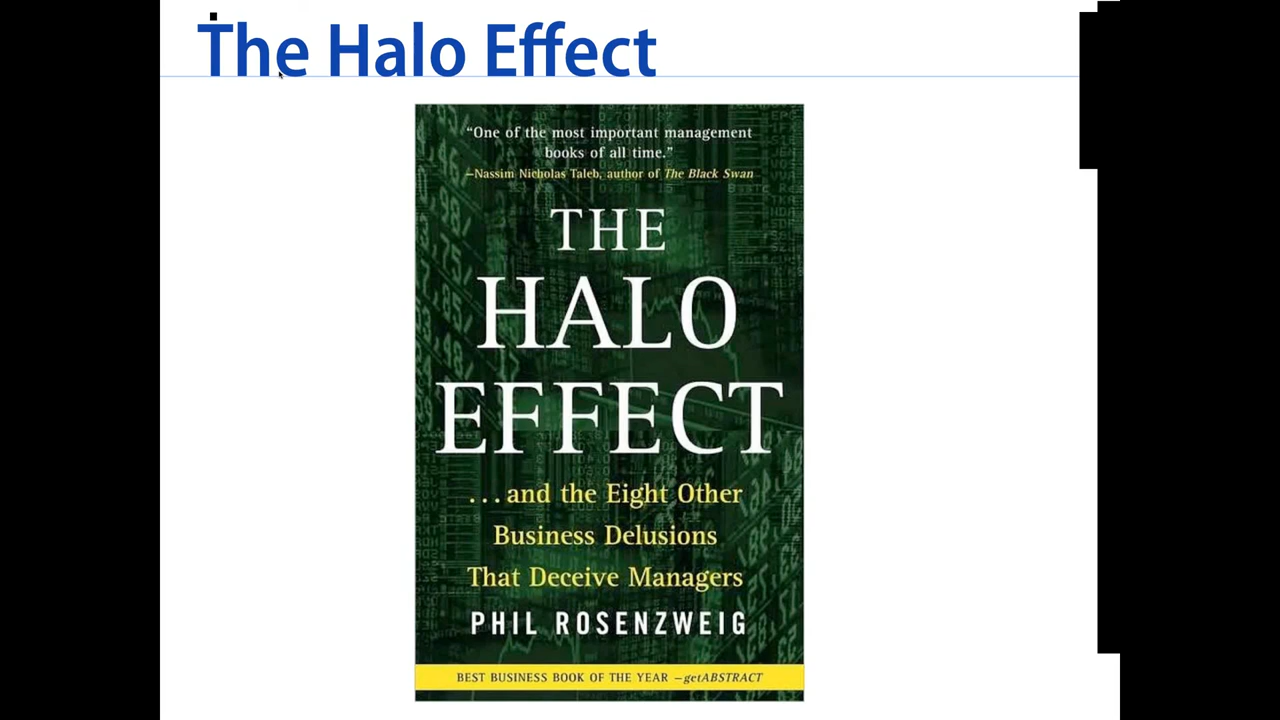 The Halo Effect
“One of the most important management
books of all time.”
—Nassim Nicholas Taleb, author of The Black Swan
THE
HALO
EFFECT
...and the Eight Other
Business Delusions
That Deceive Managers
PHIL ROSENZWEIG
BEST BUSINESS BOOK OF THE YEAR —getABSTRACT